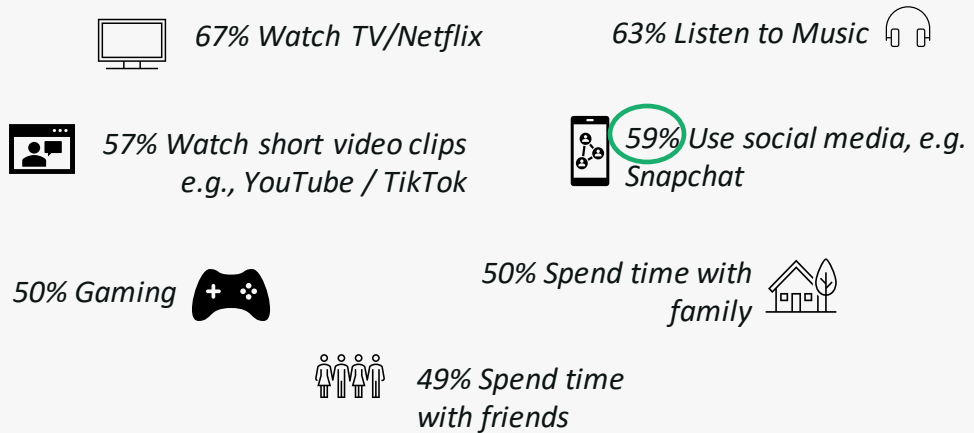 67% Watch TV/Netflix
63% Listen to Music
57% Watch short video clips
e.g., YouTube / TikTok
59% Use social media, e.g.
Snapchat
50% Gaming
50% Spend time with
family
49% Spend time
with friends